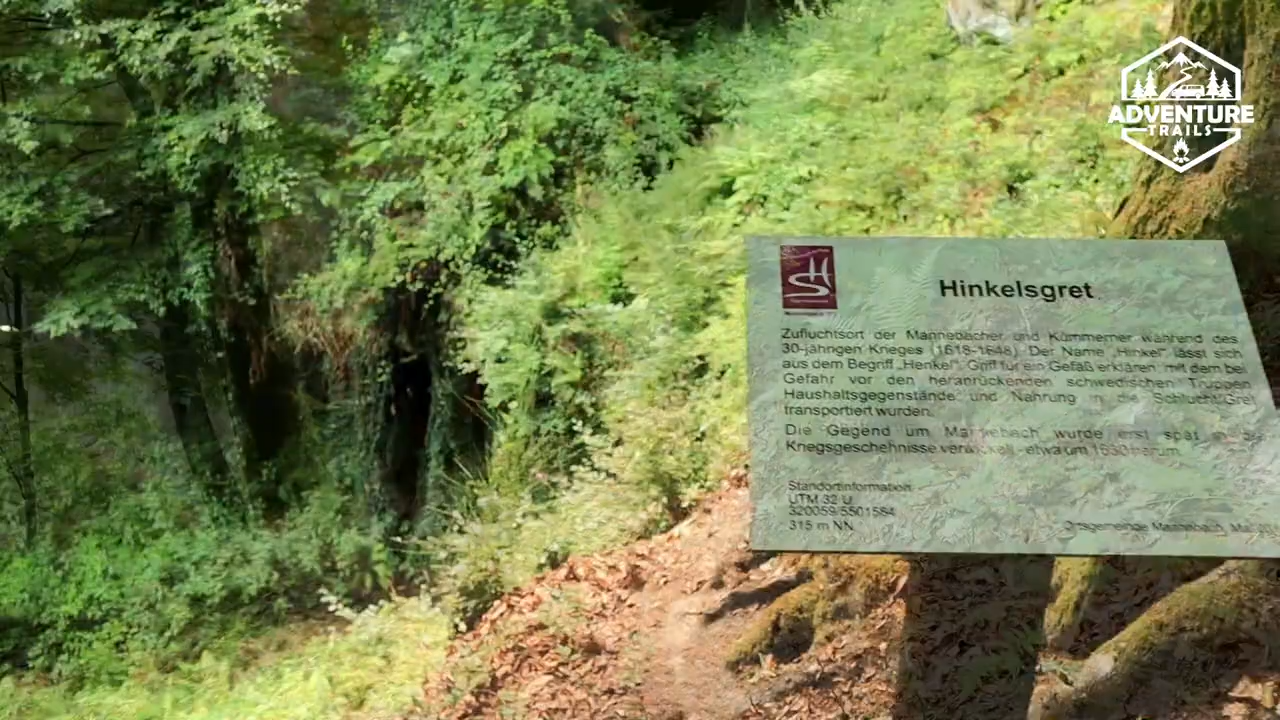 ADVENTURE
TRAILS
HS
Hinkelsgret
Zufluchtsort der Mannebacher und Kümmerner während des
30-jährigen Krieges (1618-1648). Der Name „Hinkel" lässt sich
aus dem Begriff „Henkel", Griff für ein Gefäß erklären, mit dem bei
Gefahr vor den heranrückenden schwedischen Truppen
Haushaltsgegenstände und Nahrung in die Schlucht/Gret
transportiert wurden.
Die Gegend um Mannebach wurde erst spät in
Kriegsgeschehnisse verwickelt - etwa um 1630 herum.
Standortinformation:
UTM 32 U
320059/5501584
315 m NN
Ortsgemeinde Mannebach, Mai